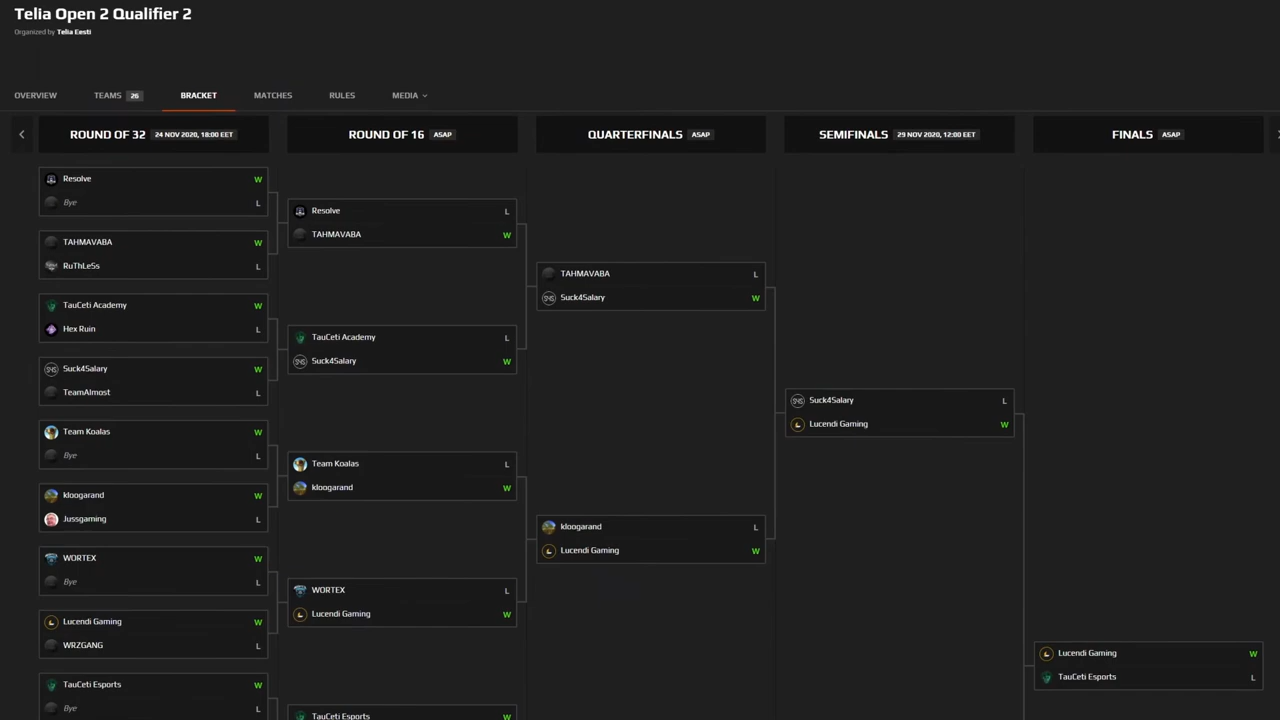 Telia Open 2 Qualifier 2
Organized by Telia Eesti
OVERVIEW TEAMS 26 BRACKET MATCHES RULES MEDIA
ROUND OF 32 24 NOV 2020, 18:00 EET
Resolve W
Bye L
TAHMAVABA W
RuThLeSs L
TauCeti Academy W
Hex Ruin L
Suck4Salary W
TeamAlmost L
Team Koalas W
Bye L
kloogarand W
Jussgaming L
WORTEX W
Bye L
Lucendi Gaming W
WRZGANG L
TauCeti Esports W
Bye L
ROUND OF 16 ASAP
Resolve L
TAHMAVABA W
TauCeti Academy L
Suck4Salary W
Team Koalas L
kloogarand W
WORTEX L
Lucendi Gaming W
TauCeti Esports W
QUARTERFINALS ASAP
TAHMAVABA L
Suck4Salary W
kloogarand L
Lucendi Gaming W
SEMIFINALS 29 NOV 2020, 12:00 EET
Suck4Salary L
Lucendi Gaming W
FINALS ASAP
Lucendi Gaming W
TauCeti Esports L